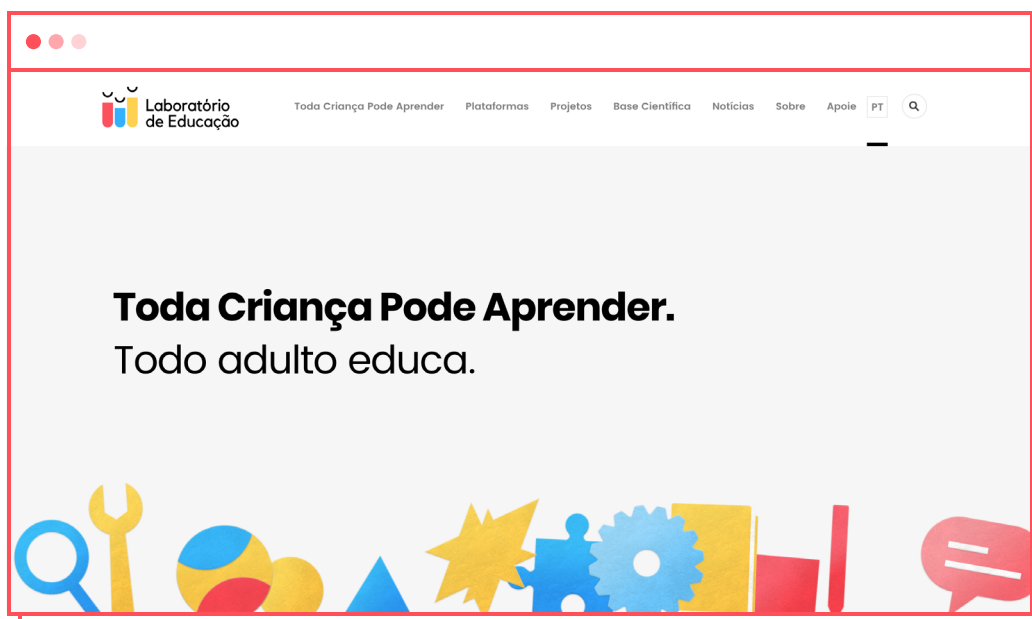 Laboratório
de Educação
Toda Criança Pode Aprender
Plataformas
Projetos
Base Científica
Notícias
Sobre
Apoie
PT
Toda Criança Pode Aprender.
Todo adulto educa.